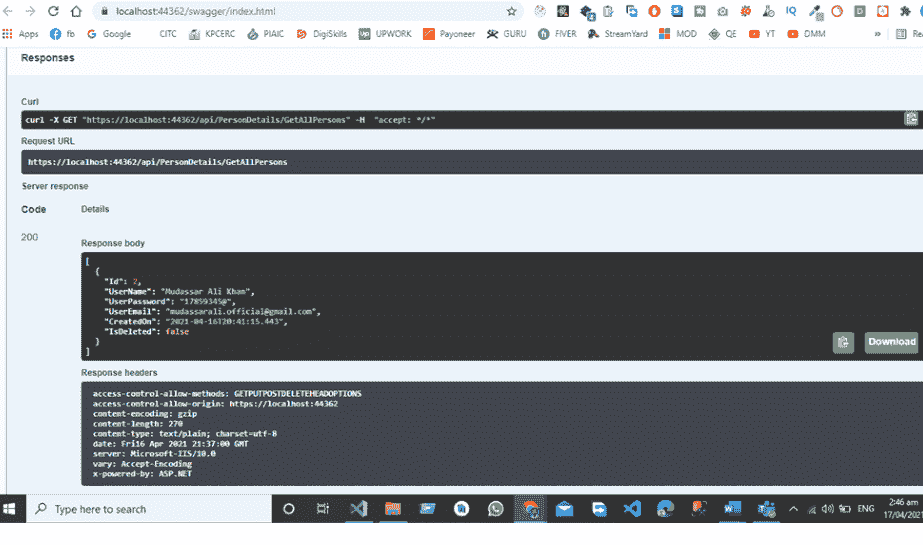 localhost:44362/swagger/index.html
Apps fb Google CITC KPCERC PIAIC DigiSkills UPWORK Payoneer GURU FIVER StreamYard MOD QE YT DMM »
Responses
Curl
curl -X GET "https://localhost:44362/api/PersonDetails/GetAllPersons" -H "accept: */*"
Request URL
https://localhost:44362/api/PersonDetails/GetAllPersons
Server response
Code Details
200
Response body
[
{
"Id": 2,
"UserName": "Mudassar Ali Khan",
"UserPassword": "17859345@",
"UserEmail": "mudassarali.official@gmail.com",
"CreatedOn": "2021-04-16T20:41:15.443",
"IsDeleted": false
}
]
Download
Response headers
access-control-allow-methods: GETPUTPOSTDELETEHEADOPTIONS
access-control-allow-origin: https://localhost:44362
content-encoding: gzip
content-length: 270
content-type: text/plain; charset=utf-8
date: Fri16 Apr 2021 21:37:00 GMT
server: Microsoft-IIS/10.0
vary: Accept-Encoding
x-powered-by: ASP.NET
Type here to search
ENG
2:46 am
17/04/2021